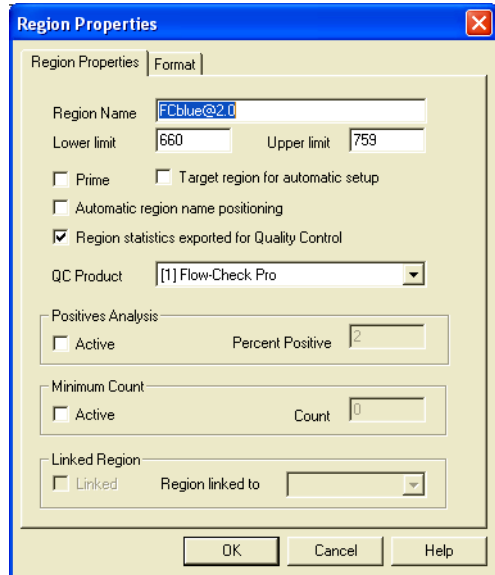 Region Properties
Region Properties Format
Region Name FCblue@2.0
Lower limit 660 Upper limit 759
Prime Target region for automatic setup
Automatic region name positioning
Region statistics exported for Quality Control
QC Product [1] Flow-Check Pro
Positives Analysis
Active Percent Positive 2
Minimum Count
Active Count 0
Linked Region
Linked Region linked to
OK Cancel Help